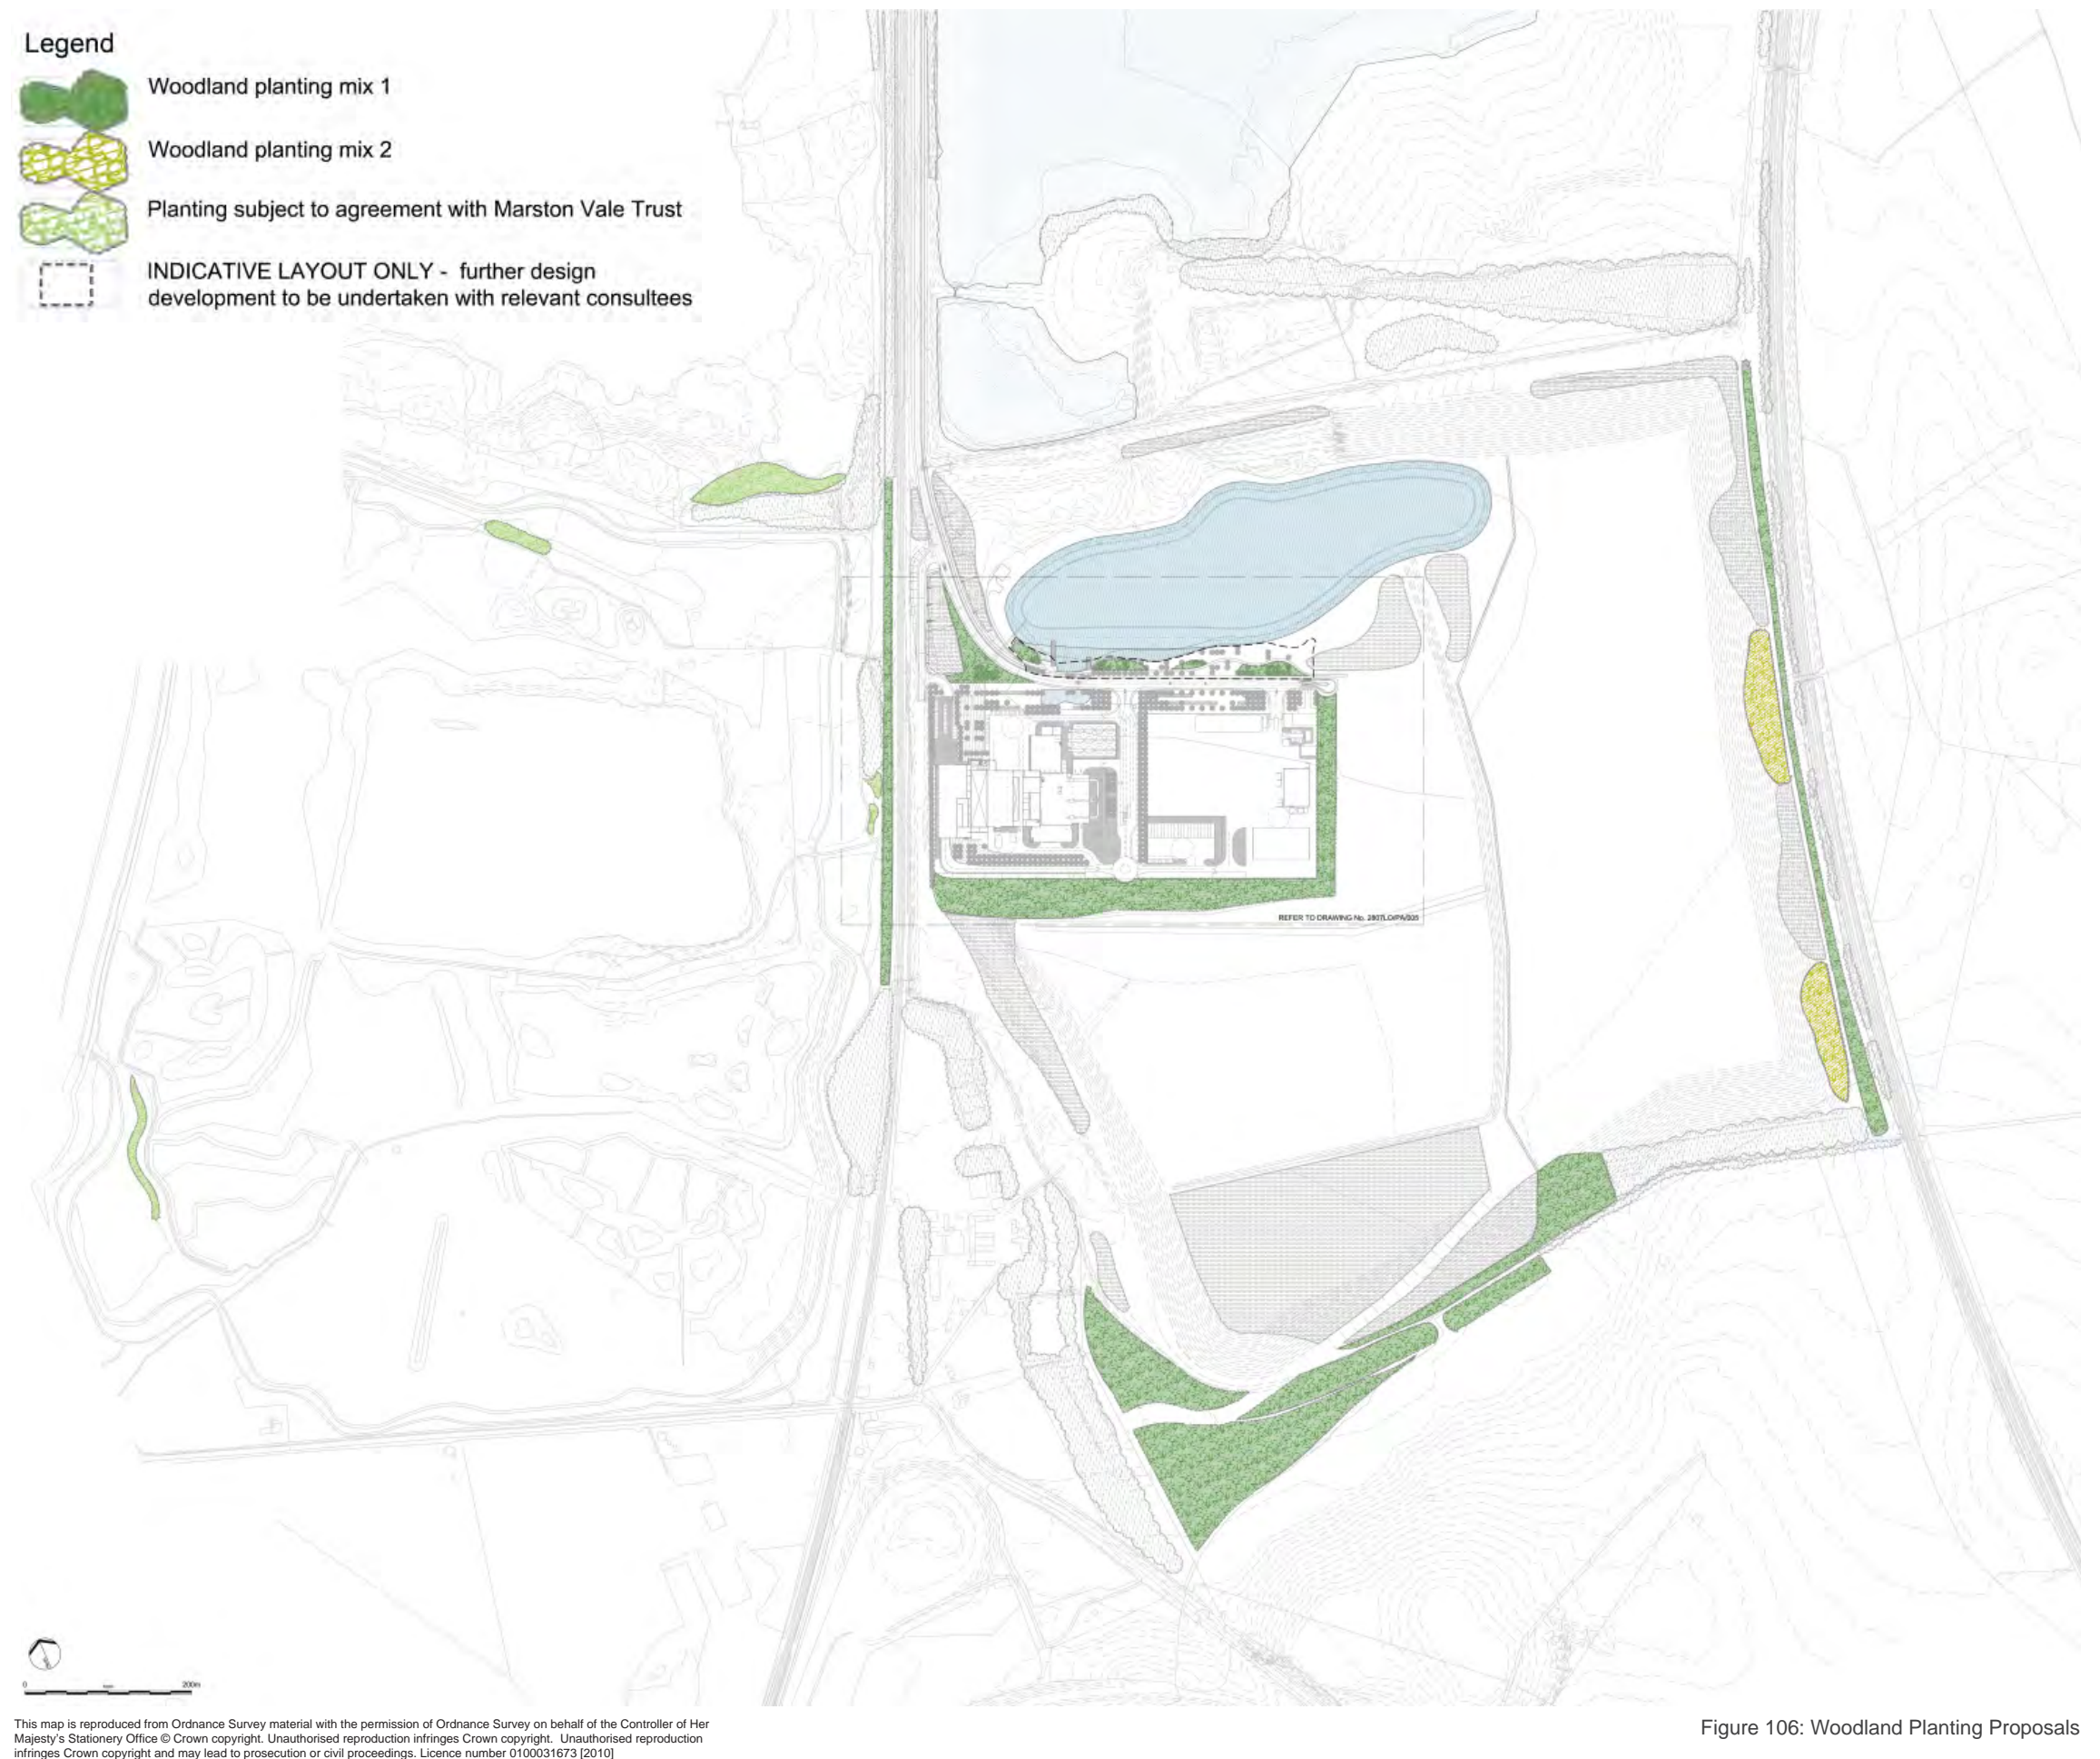 Legend
Woodland planting mix 1
Woodland planting mix 2
Planting subject to agreement with Marston Vale Trust
INDICATIVE LAYOUT ONLY - further design
development to be undertaken with relevant consultees
REFER TO DRAWING No.
0
200m
This map is reproduced from Ordnance Survey material with the permission of Ordnance Survey on behalf of the Controller of Her
Majesty's Stationery Office © Crown copyright. Unauthorised reproduction infringes Crown copyright. Unauthorised reproduction
infringes Crown copyright and may lead to prosecution or civil proceedings. Licence number 0100031673 [2010]
Figure 106: Woodland Planting Proposals